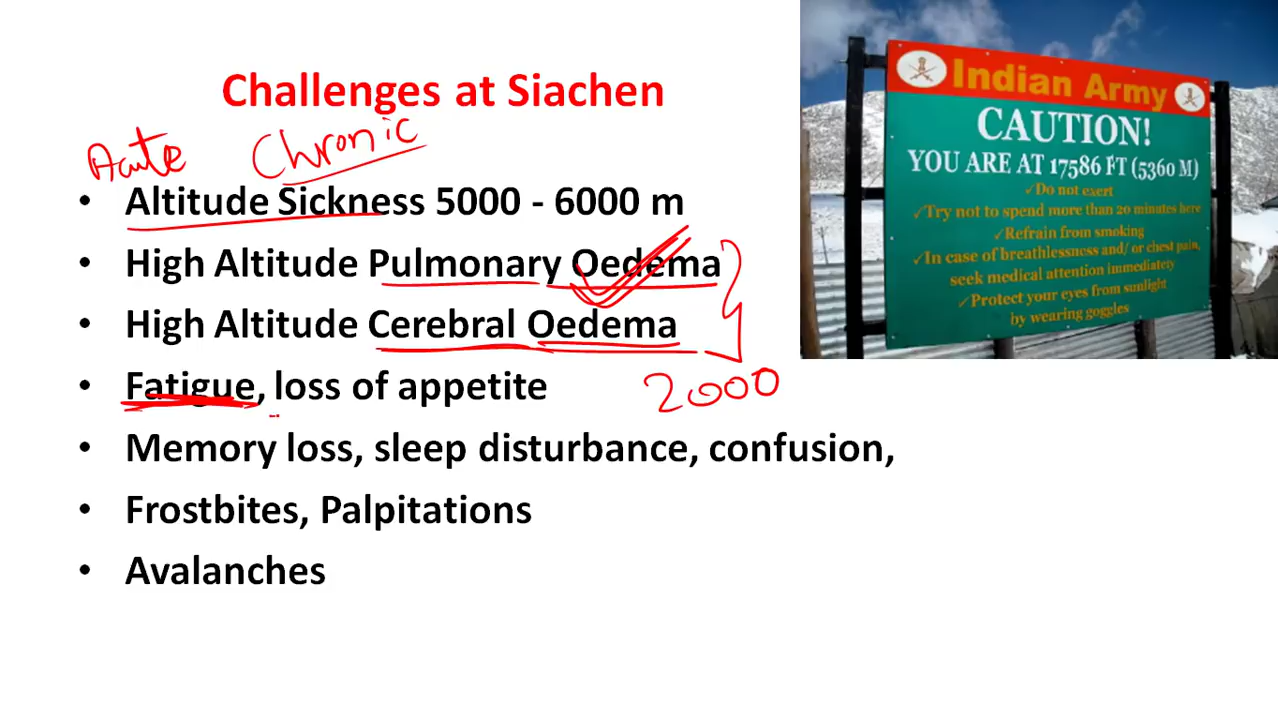 Challenges at Siachen
Acute Chronic
• Altitude Sickness 5000 - 6000 m
• High Altitude Pulmonary Oedema
• High Altitude Cerebral Oedema
• Fatigue, loss of appetite
2000
• Memory loss, sleep disturbance, confusion,
• Frostbites, Palpitations
• Avalanches
Indian Army
CAUTION!
YOU ARE AT 17586 FT (5360 M)
✓Do not exert
✓Try not to spend more than 20 minutes here
✓Refrain from smoking
✓In case of breathlessness and/ or chest pain,
seek medical attention immediately
✓Protect your eyes from sunlight
by wearing goggles